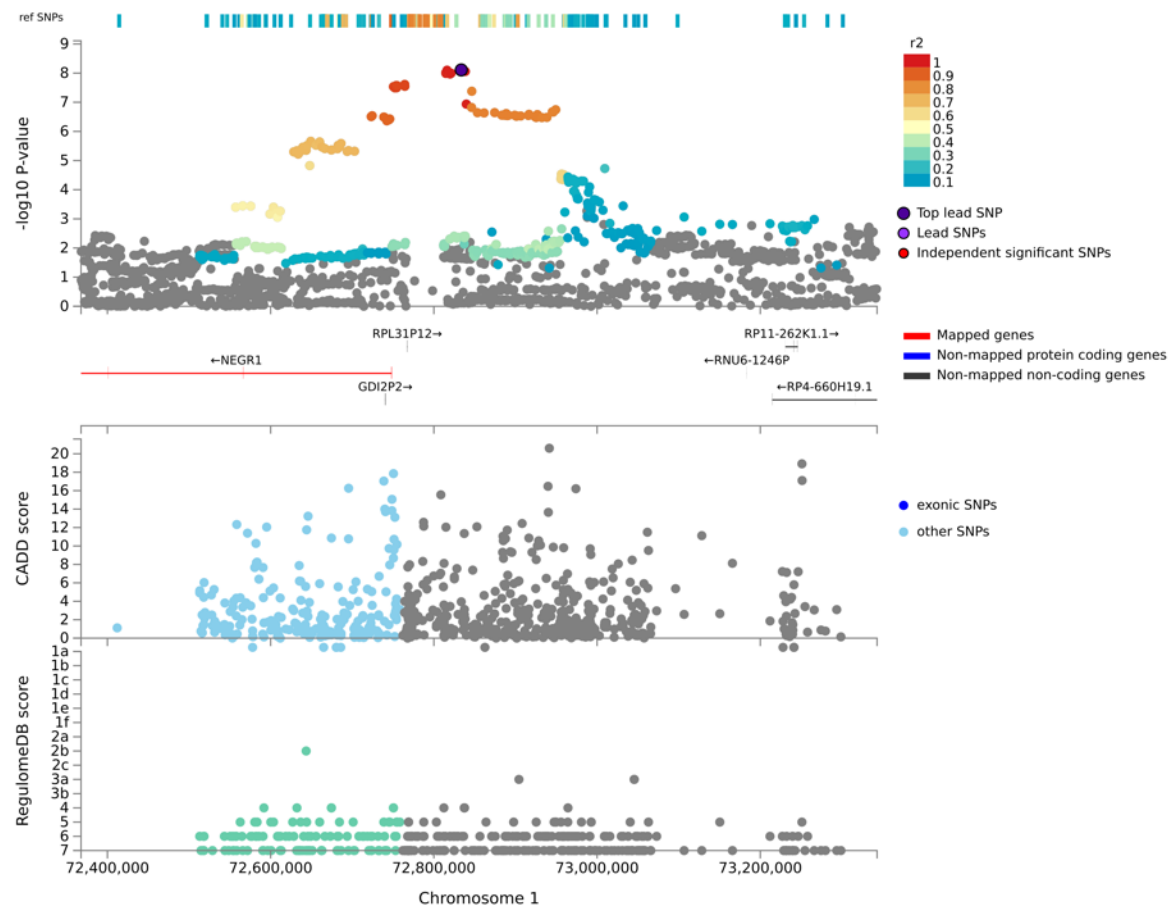 ref SNPs
9
8
7
6
5
4
3
2
1
0
-log10 P-value
r2
1
0.9
0.8
0.7
0.6
0.5
0.4
0.3
0.2
0.1
Top lead SNP
Lead SNPs
Independent significant SNPs
RPL31P12→
RP11-262K1.1→
←NEGR1
←RNU6-1246P
GDI2P2→
←RP4-660H19.1
Mapped genes
Non-mapped protein coding genes
Non-mapped non-coding genes
20
18
16
14
12
10
8
6
4
2
0
CADD score
exonic SNPs
other SNPs
1a
1b
1c
1d
1e
1f
2a
2b
2c
3a
3b
4
5
6
7
RegulomeDB score
72,400,000 72,600,000 72,800,000 73,000,000 73,200,000
Chromosome 1